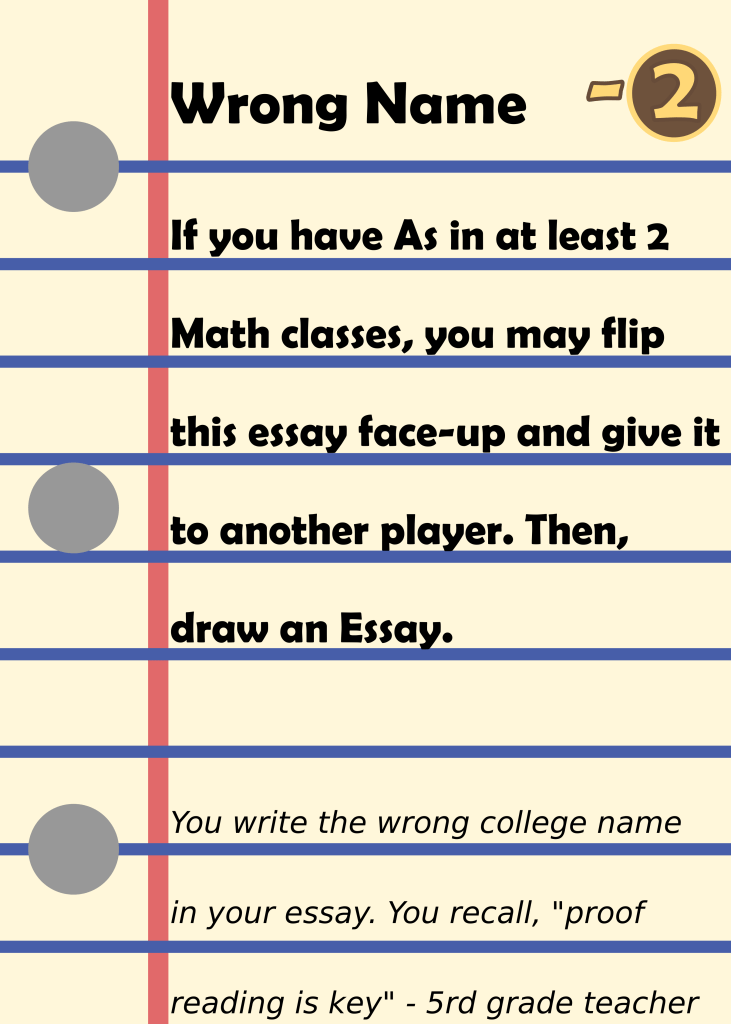 Wrong Name -2
If you have As in at least 2
Math classes, you may flip
this essay face-up and give it
to another player. Then,
draw an Essay.
You write the wrong college name
in your essay. You recall, "proof
reading is key" - 5rd grade teacher